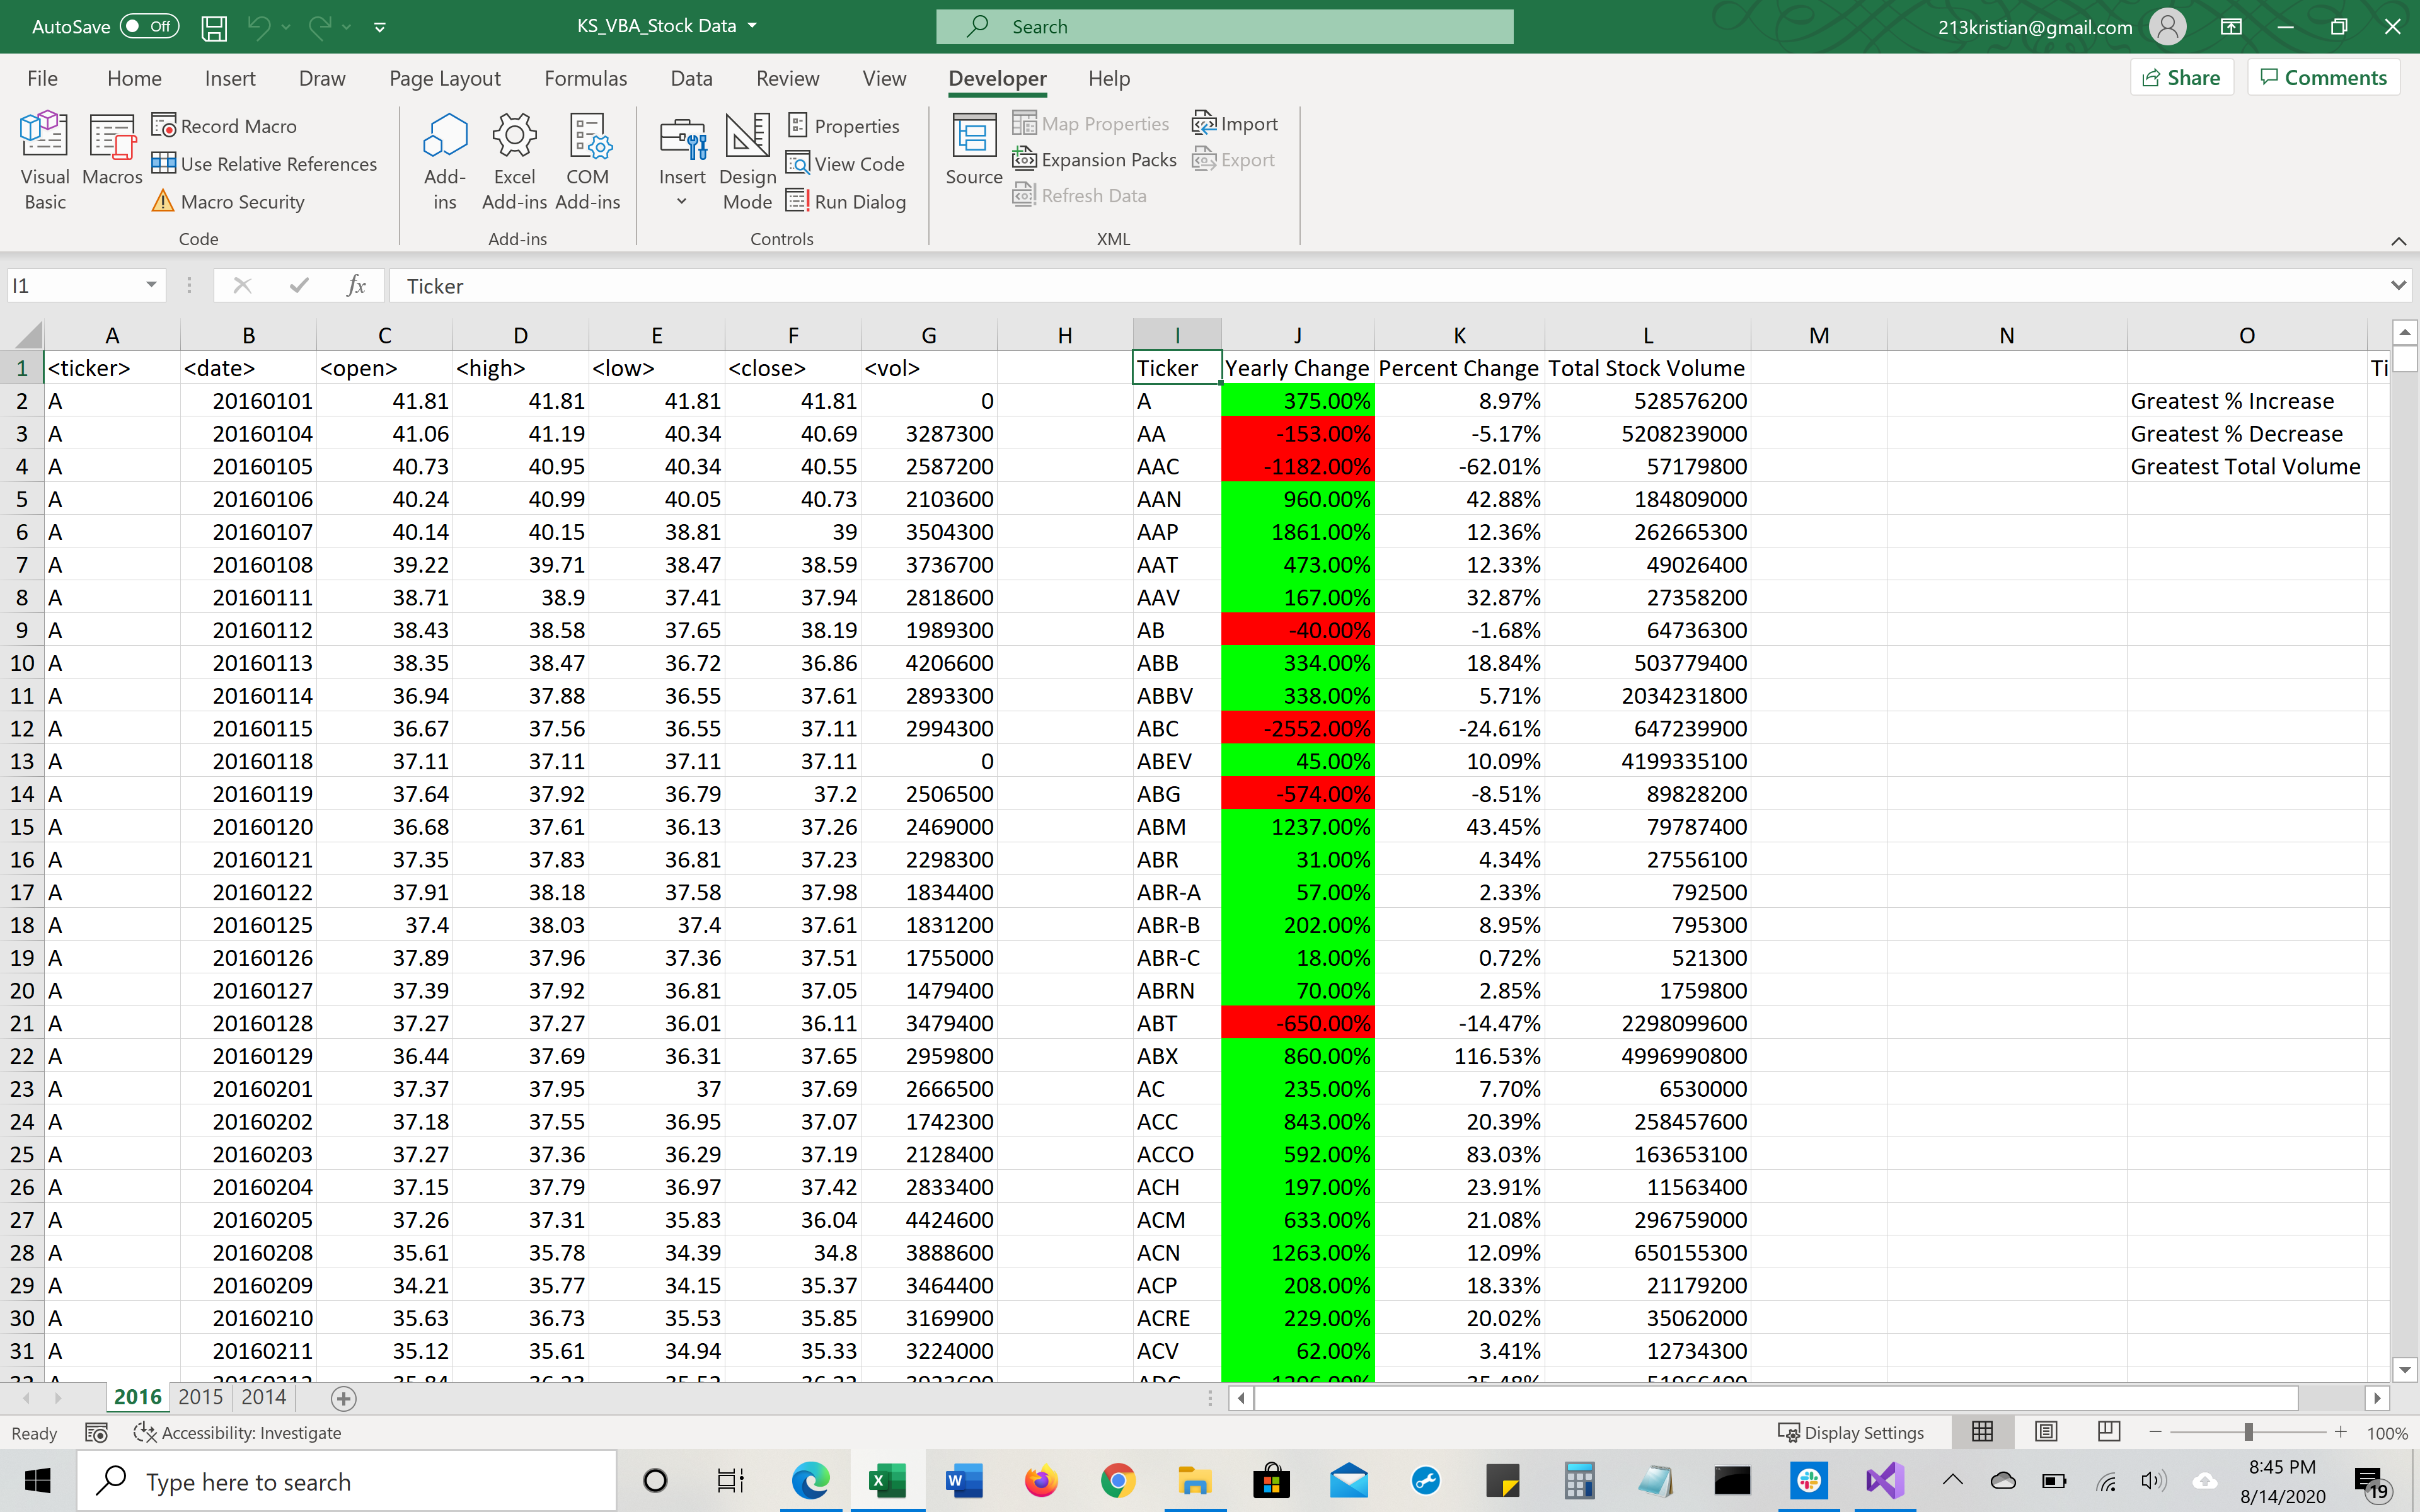 AutoSave Off KS_VBA_Stock Data Search 213kristian@gmail.com
File Home Insert Draw Page Layout Formulas Data Review View Developer Help Share Comments
Visual Basic
Macros
Record Macro
Use Relative References
Macro Security
Code
Add-ins
Excel Add-ins
COM Add-ins
Add-ins
Insert
Design Mode
Properties
View Code
Run Dialog
Controls
Source
Map Properties
Expansion Packs
Refresh Data
Import
Export
XML
I1 fx Ticker
A B C D E F G H I J K L M N O
1 <ticker> <date> <open> <high> <low> <close> <vol> Ticker Yearly Change Percent Change Total Stock Volume Ti
2 A 20160101 41.81 41.81 41.81 41.81 0 A 375.00% 8.97% 528576200 Greatest % Increase
3 A 20160104 41.06 41.19 40.34 40.69 3287300 AA -153.00% -5.17% 5208239000 Greatest % Decrease
4 A 20160105 40.73 40.95 40.34 40.55 2587200 AAC -1182.00% -62.01% 57179800 Greatest Total Volume
5 A 20160106 40.24 40.99 40.05 40.73 2103600 AAN 960.00% 42.88% 184809000
6 A 20160107 40.14 40.15 38.81 39 3504300 AAP 1861.00% 12.36% 262665300
7 A 20160108 39.22 39.71 38.47 38.59 3736700 AAT 473.00% 12.33% 49026400
8 A 20160111 38.71 38.9 37.41 37.94 2818600 AAV 167.00% 32.87% 27358200
9 A 20160112 38.43 38.58 37.65 38.19 1989300 AB -40.00% -1.68% 64736300
10 A 20160113 38.35 38.47 36.72 36.86 4206600 ABB 334.00% 18.84% 503779400
11 A 20160114 36.94 37.88 36.55 37.61 2893300 ABBV 338.00% 5.71% 2034231800
12 A 20160115 36.67 37.56 36.55 37.11 2994300 ABC -2552.00% -24.61% 647239900
13 A 20160118 37.11 37.11 37.11 37.11 0 ABEV 45.00% 10.09% 4199335100
14 A 20160119 37.64 37.92 36.79 37.2 2506500 ABG -574.00% -8.51% 89828200
15 A 20160120 36.68 37.61 36.13 37.26 2469000 ABM 1237.00% 43.45% 79787400
16 A 20160121 37.35 37.83 36.81 37.23 2298300 ABR 31.00% 4.34% 27556100
17 A 20160122 37.91 38.18 37.58 37.98 1834400 ABR-A 57.00% 2.33% 792500
18 A 20160125 37.4 38.03 37.4 37.61 1831200 ABR-B 202.00% 8.95% 795300
19 A 20160126 37.89 37.96 37.36 37.51 1755000 ABR-C 18.00% 0.72% 521300
20 A 20160127 37.39 37.92 36.81 37.05 1479400 ABRN 70.00% 2.85% 1759800
21 A 20160128 37.27 37.27 36.01 36.11 3479400 ABT -650.00% -14.47% 2298099600
22 A 20160129 36.44 37.69 36.31 37.65 2959800 ABX 860.00% 116.53% 4996990800
23 A 20160201 37.37 37.95 37 37.69 2666500 AC 235.00% 7.70% 6530000
24 A 20160202 37.18 37.55 36.95 37.07 1742300 ACC 843.00% 20.39% 258457600
25 A 20160203 37.27 37.36 36.29 37.19 2128400 ACCO 592.00% 83.03% 163653100
26 A 20160204 37.15 37.79 36.97 37.42 2833400 ACH 197.00% 23.91% 11563400
27 A 20160205 37.26 37.31 35.83 36.04 4424600 ACM 633.00% 21.08% 296759000
28 A 20160208 35.61 35.78 34.39 34.8 3888600 ACN 1263.00% 12.09% 650155300
29 A 20160209 34.21 35.77 34.15 35.37 3464400 ACP 208.00% 18.33% 21179200
30 A 20160210 35.63 36.73 35.53 35.85 3169900 ACRE 229.00% 20.02% 35062000
31 A 20160211 35.12 35.61 34.94 35.33 3224000 ACV 62.00% 3.41% 12734300
2016 2015 2014
Ready Accessibility: Investigate Display Settings 100%
Type here to search 8:45 PM
8/14/2020 19